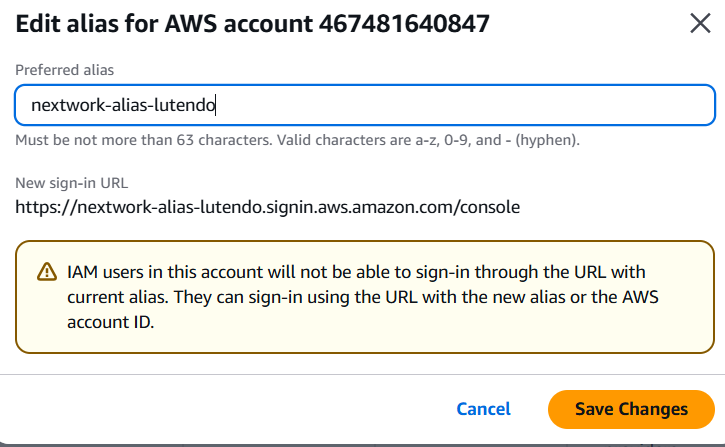 Edit alias for AWS account 467481640847
Preferred alias
nextwork-alias-lutendo
Must be not more than 63 characters. Valid characters are a-z, 0-9, and - (hyphen).
New sign-in URL
https://nextwork-alias-lutendo.signin.aws.amazon.com/console
IAM users in this account will not be able to sign-in through the URL with
current alias. They can sign-in using the URL with the new alias or the AWS
account ID.
Cancel
Save Changes